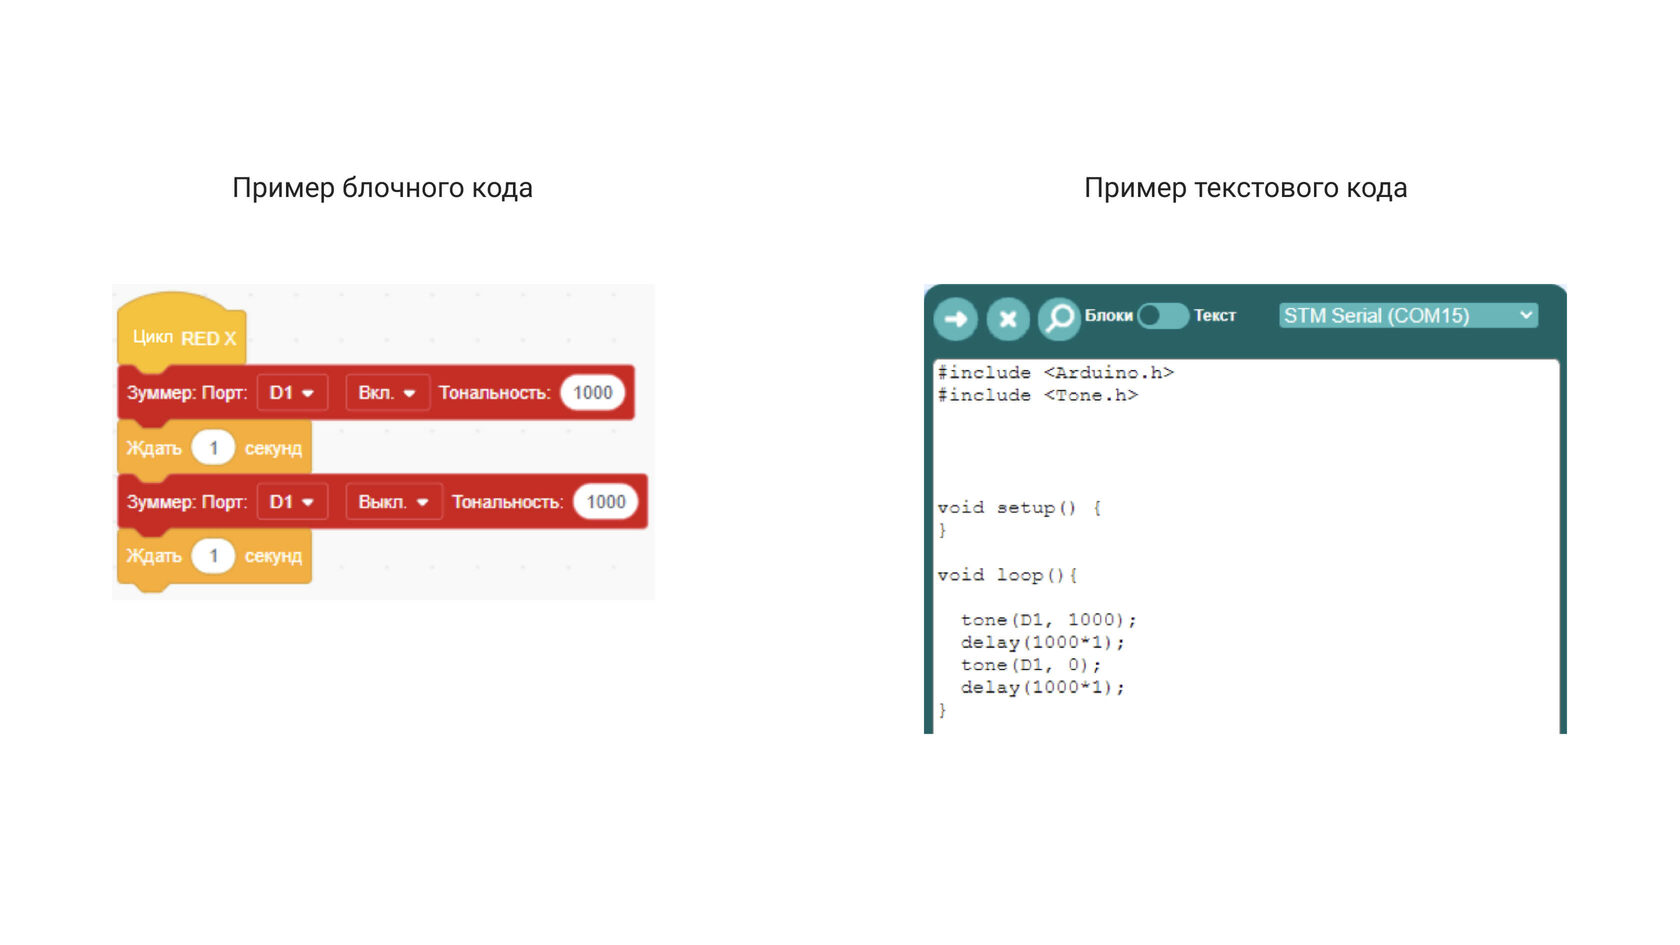 Пример блочного кода
Цикл RED X
Зуммер: Порт: D1 Вкл. Тональность: 1000
Ждать 1 секунд
Зуммер: Порт: D1 Выкл. Тональность: 1000
Ждать 1 секунд
Пример текстового кода
Блоки Текст STM Serial (COM15)
#include <Arduino.h>
#include <Tone.h>
void setup() {
}
void loop(){
tone(D1, 1000);
delay(1000*1);
tone(D1, 0);
delay(1000*1);
}